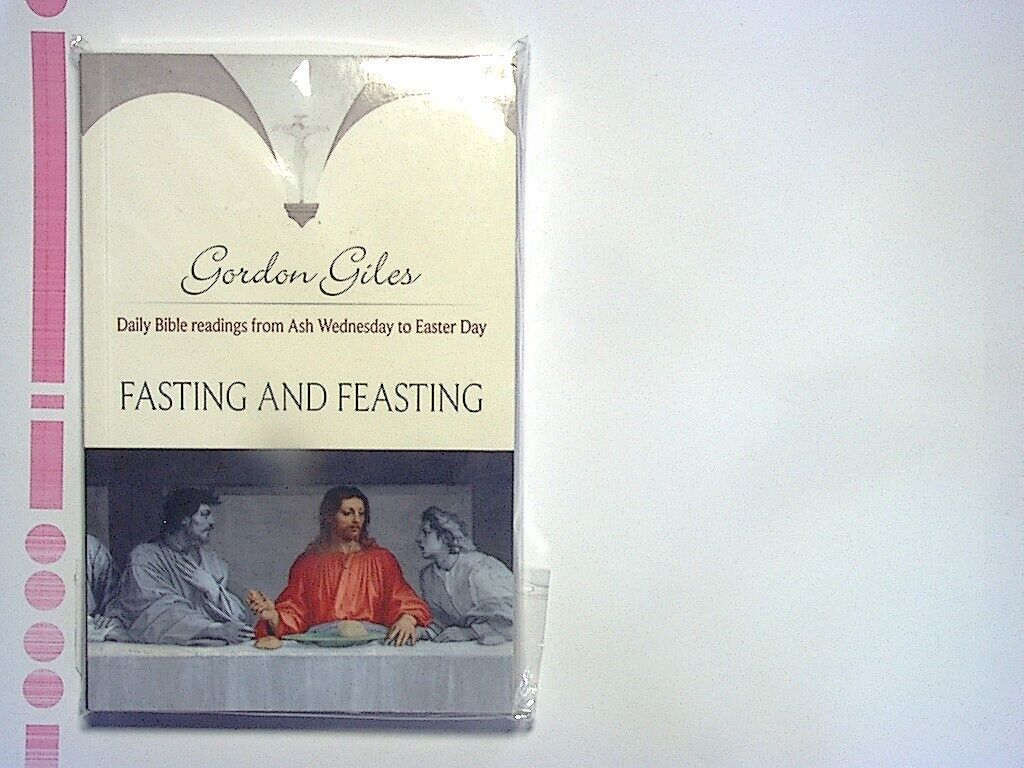 Gordon Giles
Daily Bible readings from Ash Wednesday to Easter Day
FASTING AND FEASTING